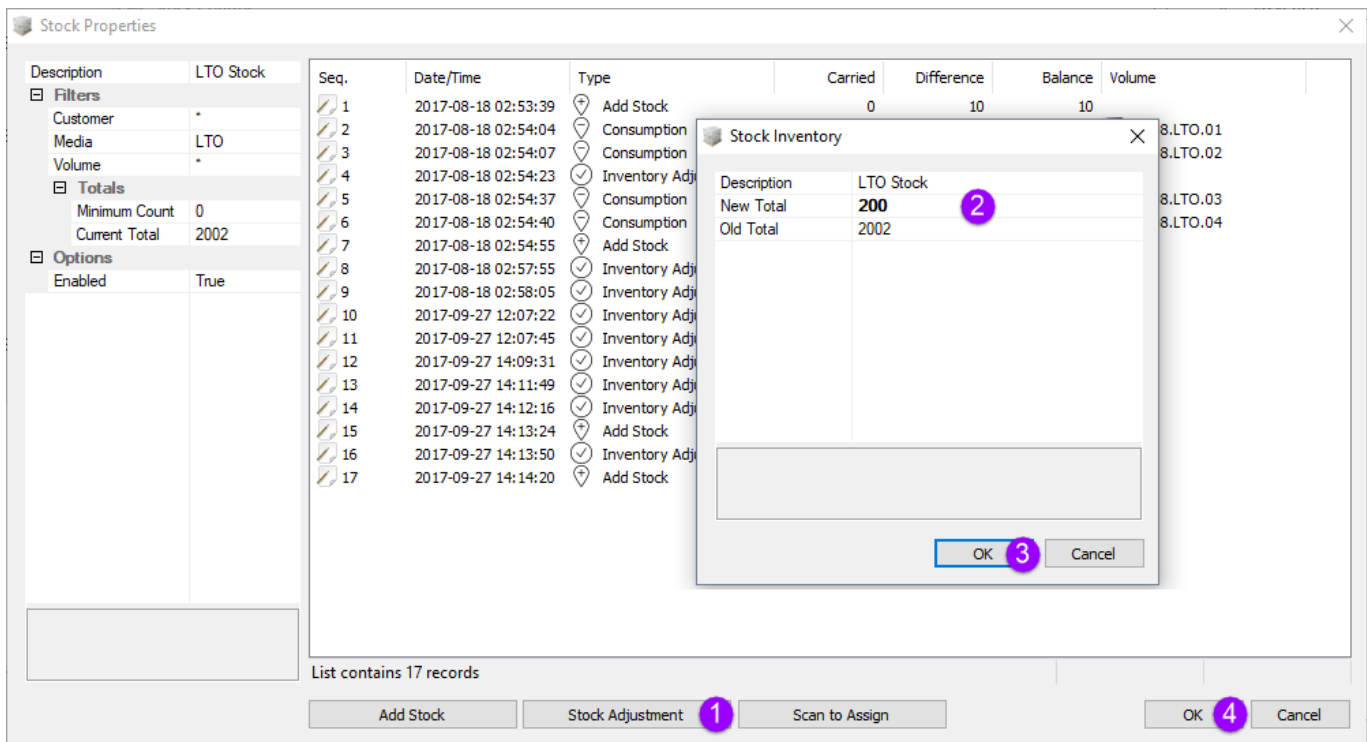 Stock Properties
Description LTO Stock
Filters
Customer *
Media LTO
Volume *
Totals
Minimum Count 0
Current Total 2002
Options
Enabled True
Seq. Date/Time Type Carried Difference Balance Volume
1 2017-08-18 02:53:39 Add Stock 0 10 10
2 2017-08-18 02:54:04 Consumption 8.LTO.01
3 2017-08-18 02:54:07 Consumption 8.LTO.02
4 2017-08-18 02:54:23 Inventory Adj
5 2017-08-18 02:54:37 Consumption 8.LTO.03
6 2017-08-18 02:54:40 Consumption 8.LTO.04
7 2017-08-18 02:54:55 Add Stock
8 2017-08-18 02:57:55 Inventory Adj
9 2017-08-18 02:58:05 Inventory Adj
10 2017-09-27 12:07:22 Inventory Adj
11 2017-09-27 12:07:45 Inventory Adj
12 2017-09-27 14:09:31 Inventory Adj
13 2017-09-27 14:11:49 Inventory Adj
14 2017-09-27 14:12:16 Inventory Adj
15 2017-09-27 14:13:24 Add Stock
16 2017-09-27 14:13:50 Inventory Adj
17 2017-09-27 14:14:20 Add Stock
Stock Inventory
Description LTO Stock
New Total 200 2
Old Total 2002
OK 3 Cancel
List contains 17 records
Add Stock Stock Adjustment 1 Scan to Assign OK 4 Cancel